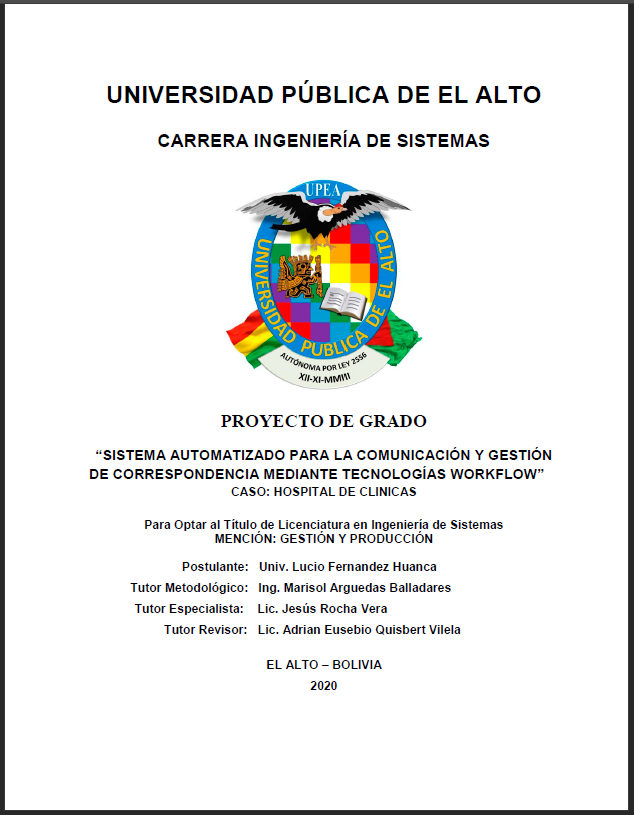 UNIVERSIDAD PÚBLICA DE EL ALTO
CARRERA INGENIERÍA DE SISTEMAS
UPEA
UNIVERSIDAD PUBLICA DE EL ALTO
AUTÓNOMA POR LEY 2556
XII-XI-MMIII
PROYECTO DE GRADO
“SISTEMA AUTOMATIZADO PARA LA COMUNICACIÓN Y GESTIÓN
DE CORRESPONDENCIA MEDIANTE TECNOLOGÍAS WORKFLOW”
CASO: HOSPITAL DE CLINICAS
Para Optar al Título de Licenciatura en Ingeniería de Sistemas
MENCIÓN: GESTIÓN Y PRODUCCIÓN
Postulante: Univ. Lucio Fernandez Huanca
Tutor Metodológico: Ing. Marisol Arguedas Balladares
Tutor Especialista: Lic. Jesús Rocha Vera
Tutor Revisor: Lic. Adrian Eusebio Quisbert Vilela
EL ALTO – BOLIVIA
2020